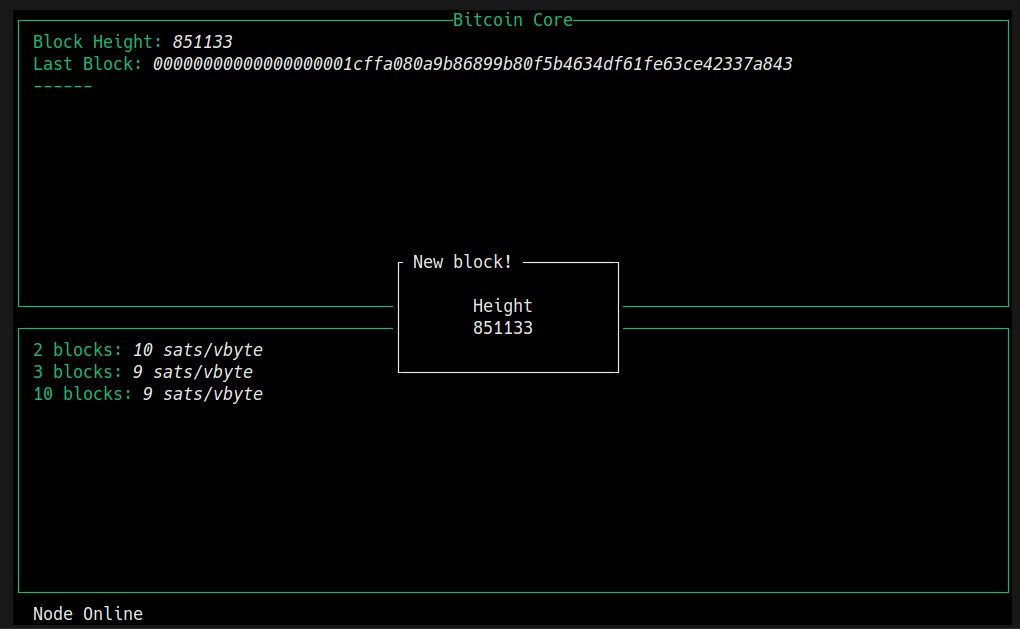 Bitcoin Core
Block Height: 851133
Last Block: 00000000000000000001cffa080a9b86899b80f5b4634df61fe63ce42337a843
------
New block!
Height
851133
2 blocks: 10 sats/vbyte
3 blocks: 9 sats/vbyte
10 blocks: 9 sats/vbyte
Node Online